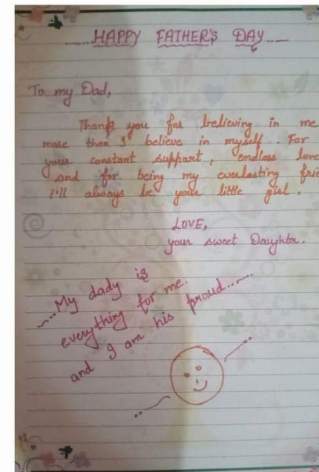 HAPPY FATHER'S DAY....
To my Dad,
Thank you for believing in me
more than I believe in myself. For
your constant support, endless love
and for being my everlasting frie
I'll always be your little girl.
LOVE,
your sweet Daughter.
~...My dady is
everything for me.
and I am his proud........